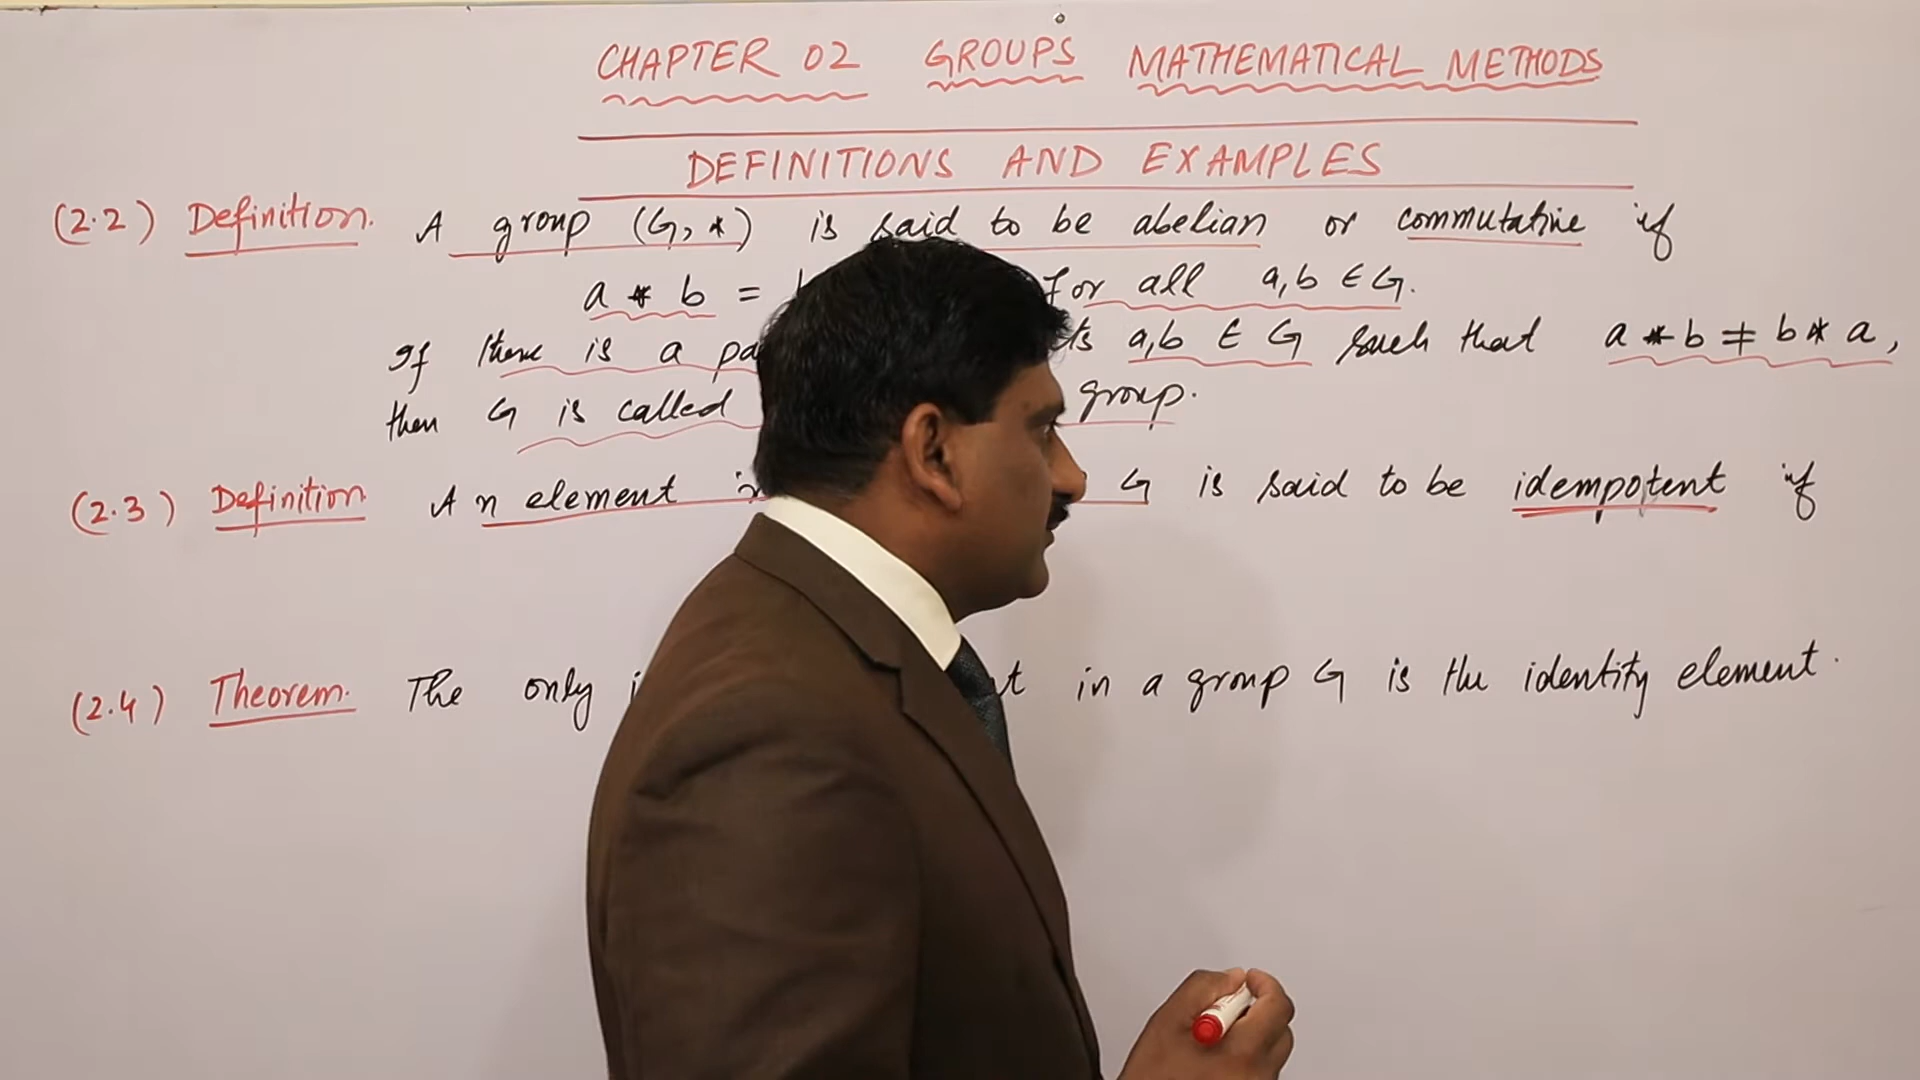 CHAPTER 02 GROUPS MATHEMATICAL METHODS
DEFINITIONS AND EXAMPLES
(2.2) Definition. A group (G, *) is said to be abelian or commutative if
a * b = for all a, b ∈ G.
If there is a a, b ∈ G such that a * b ≠ b * a,
then G is called group.
(2.3) Definition An element G is said to be idempotent if
(2.4) Theorem. The only in a group G is the identity element.